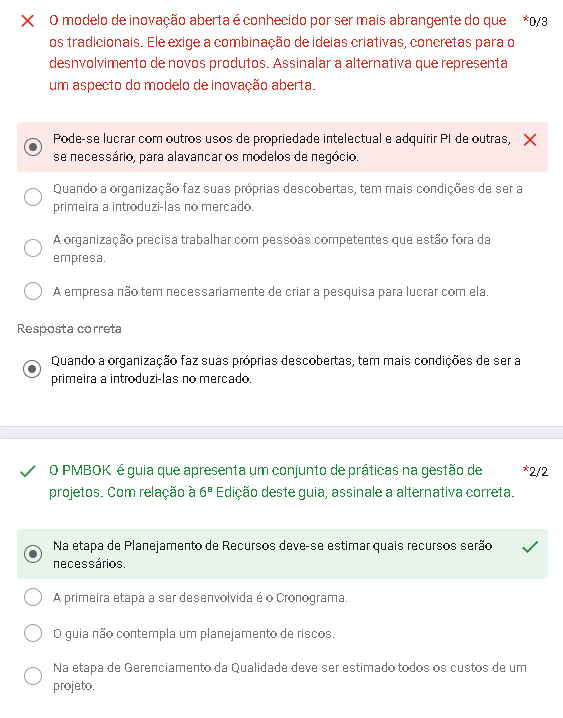 O modelo de inovação aberta é conhecido por ser mais abrangente do que *0/3
os tradicionais. Ele exige a combinação de ideias criativas, concretas para o
desnvolvimento de novos produtos. Assinalar a alternativa que representa
um aspecto do modelo de inovação aberta.
Pode-se lucrar com outros usos de propriedade intelectual e adquirir PI de outras,
se necessário, para alavancar os modelos de negócio.
Quando a organização faz suas próprias descobertas, tem mais condições de ser a
primeira a introduzi-las no mercado.
A organização precisa trabalhar com pessoas competentes que estão fora da
empresa.
A empresa não tem necessariamente de criar a pesquisa para lucrar com ela.
Resposta correta
Quando a organização faz suas próprias descobertas, tem mais condições de ser a
primeira a introduzi-las no mercado.
O PMBOK é guia que apresenta um conjunto de práticas na gestão de *2/2
projetos. Com relação à 6ª Edição deste guia, assinale a alternativa correta.
Na etapa de Planejamento de Recursos deve-se estimar quais recursos serão
necessários.
A primeira etapa a ser desenvolvida é o Cronograma.
O guia não contempla um planejamento de riscos.
Na etapa de Gerenciamento da Qualidade deve ser estimado todos os custos de um
projeto.